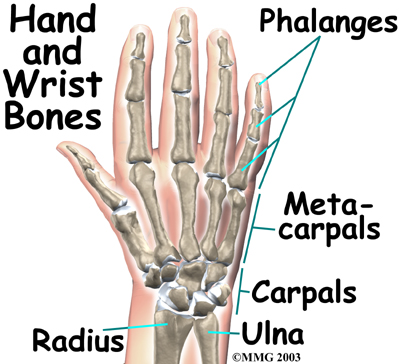 Hand
and
Wrist
Bones
Phalanges
Meta-
carpals
Carpals
Radius
Ulna
©MMG 2003